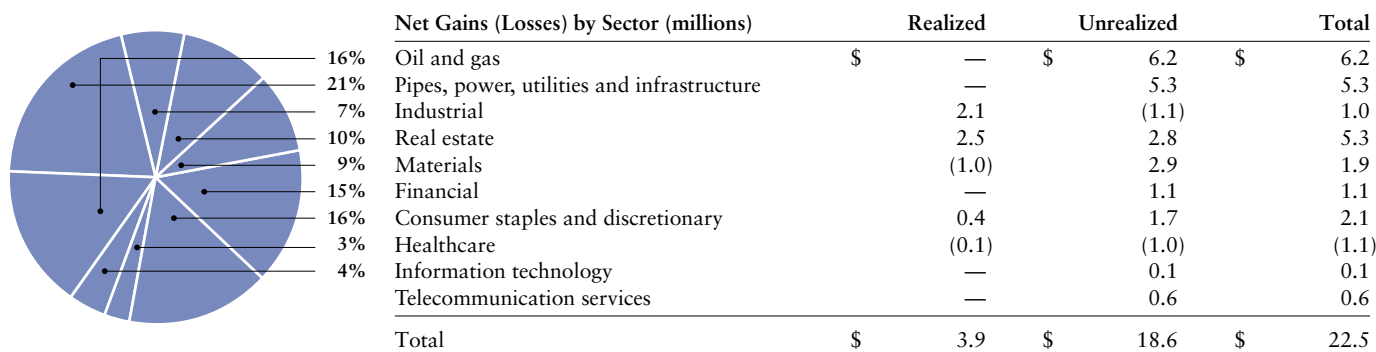 Net Gains (Losses) by Sector (millions) Realized Unrealized Total
16% Oil and gas $ — $ 6.2 $ 6.2
21% Pipes, power, utilities and infrastructure — 5.3 5.3
7% Industrial 2.1 (1.1) 1.0
10% Real estate 2.5 2.8 5.3
9% Materials (1.0) 2.9 1.9
15% Financial — 1.1 1.1
16% Consumer staples and discretionary 0.4 1.7 2.1
3% Healthcare (0.1) (1.0) (1.1)
4% Information technology — 0.1 0.1
Telecommunication services — 0.6 0.6
Total $ 3.9 $ 18.6 $ 22.5